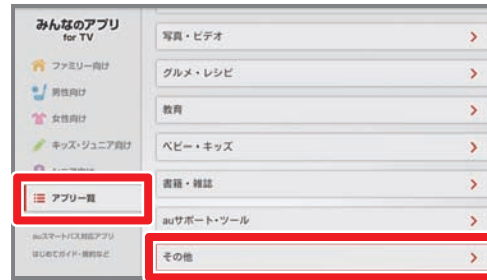 みんなのアプリ
for TV
ファミリー向け
男性向け
女性向け
キッズ・ジュニア向け
アプリ一覧
auスマートパス対応アプリ
はじめてガイド・規約など
写真・ビデオ
グルメ・レシピ
教育
ベビー・キッズ
書籍・雑誌
auサポート・ツール
その他